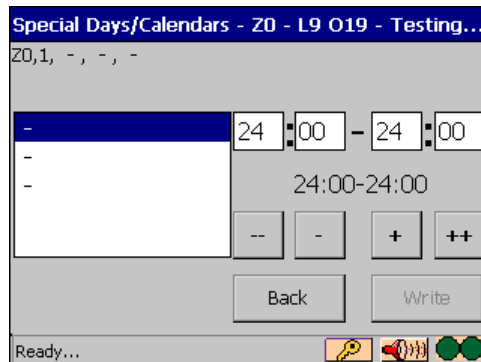 Special Days/Calendars - Z0 - L9 O19 - Testing...
Z0,1, - , - , -
-
-
-
24 : 00 - 24 : 00
24:00-24:00
-- - + ++
Back Write
Ready...